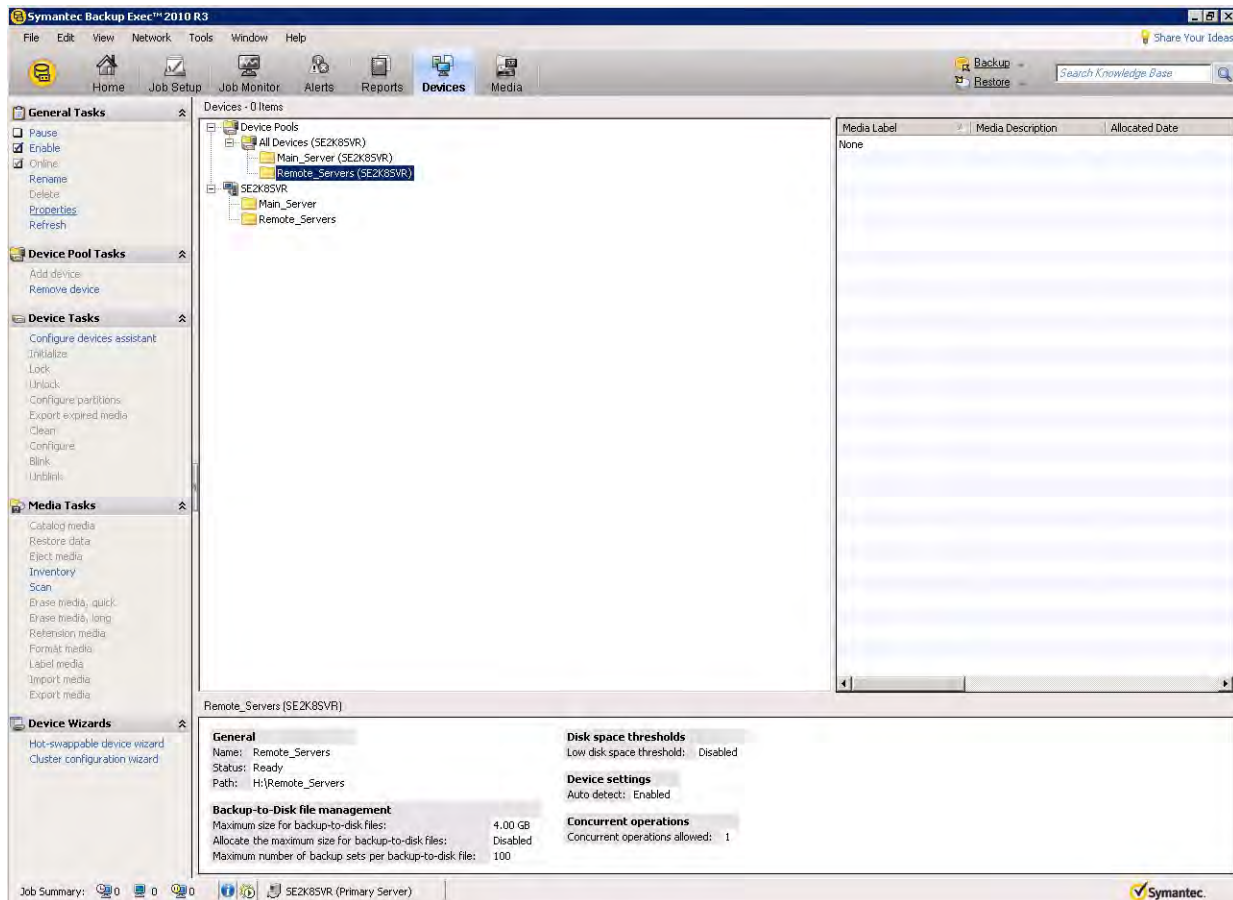 Symantec Backup Exec™ 2010 R3
File Edit View Network Tools Window Help
Share Your Ideas
Home Job Setup Job Monitor Alerts Reports Devices Media
Backup
Restore
Search Knowledge Base
General Tasks
Pause
Enable
Online
Rename
Delete
Properties
Refresh
Device Pool Tasks
Add device
Remove device
Device Tasks
Configure devices assistant
Initialize
Lock
Unlock
Configure partitions
Export expired media
Clean
Configure
Blink
Unblink
Media Tasks
Catalog media
Restore data
Eject media
Inventory
Scan
Erase media, quick
Erase media, long
Retension media
Format media
Label media
Import media
Export media
Device Wizards
Hot-swappable device wizard
Cluster configuration wizard
Devices - 0 Items
Device Pools
All Devices (SE2K8SVR)
Main_Server (SE2K8SVR)
Remote_Servers (SE2K8SVR)
SE2K8SVR
Main_Server
Remote_Servers
Media Label Media Description Allocated Date
None
Remote_Servers (SE2K8SVR)
General
Name: Remote_Servers
Status: Ready
Path: H:\Remote_Servers
Backup-to-Disk file management
Maximum size for backup-to-disk files: 4.00 GB
Allocate the maximum size for backup-to-disk files: Disabled
Maximum number of backup sets per backup-to-disk file: 100
Disk space thresholds
Low disk space threshold: Disabled
Device settings
Auto detect: Enabled
Concurrent operations
Concurrent operations allowed: 1
Job Summary: 0 0 0 SE2K8SVR (Primary Server)
Symantec.